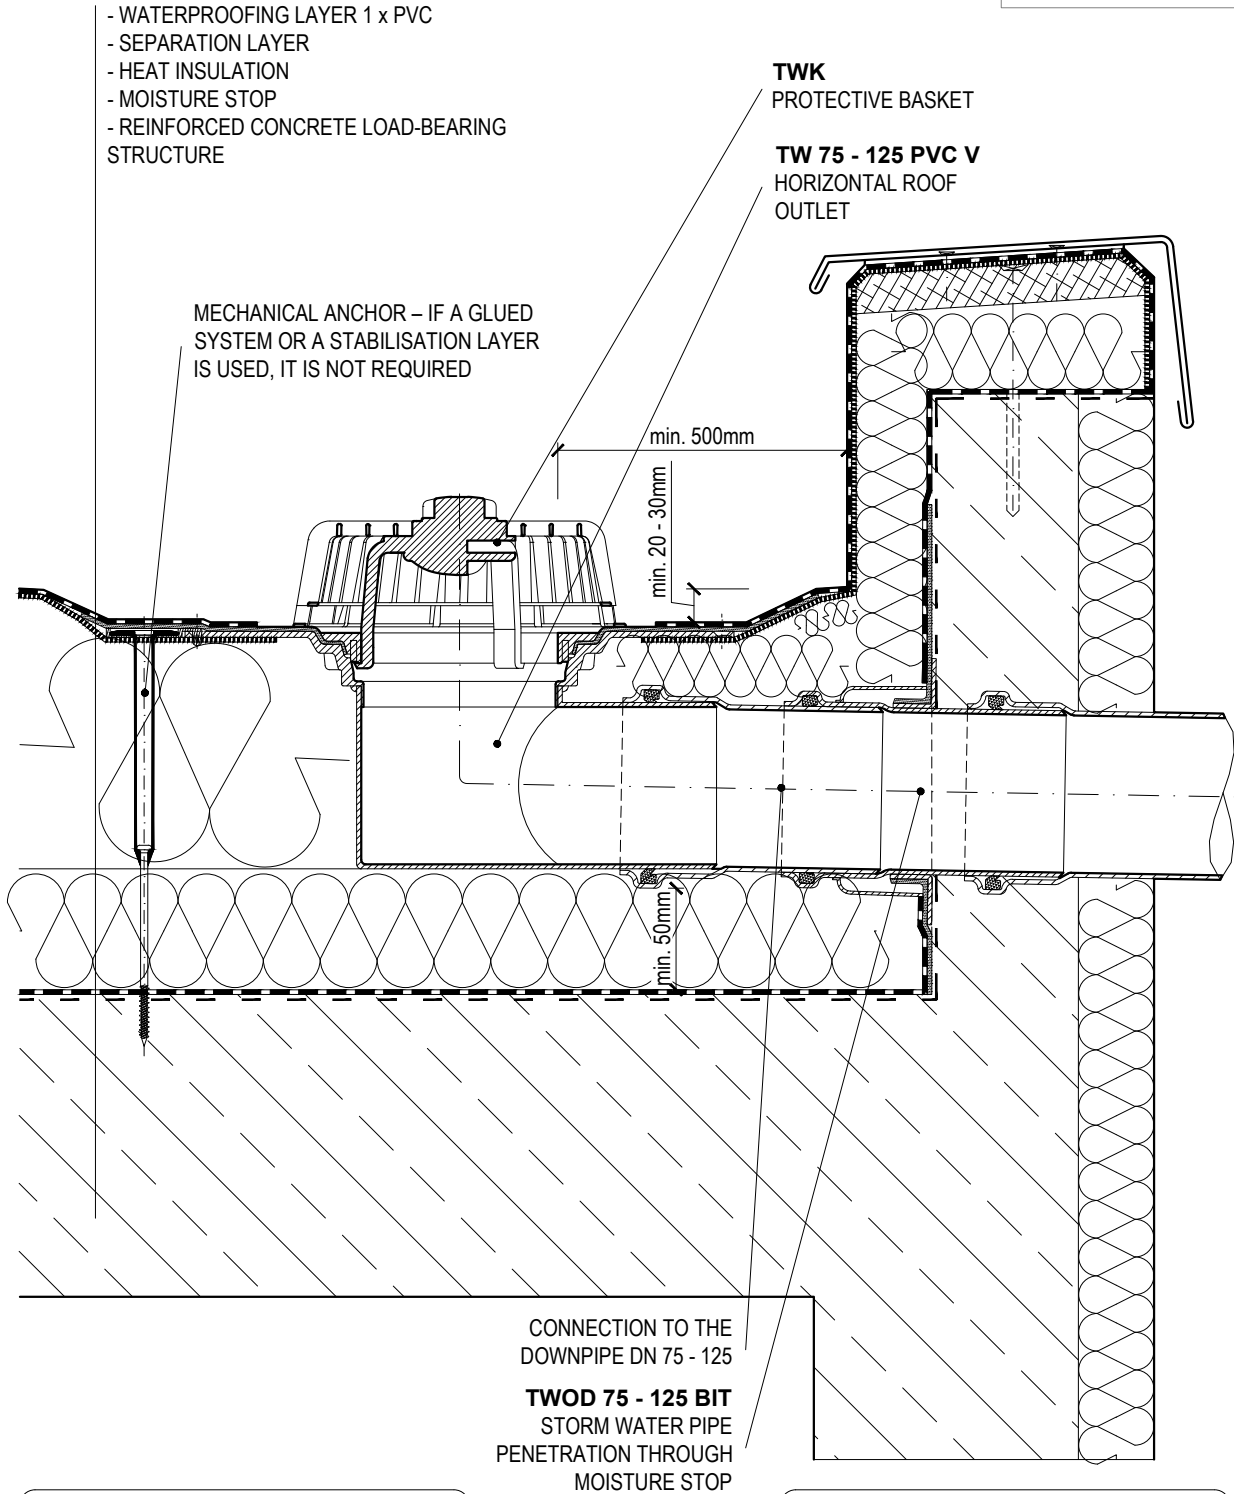 - WATERPROOFING LAYER 1 x PVC
- SEPARATION LAYER
- HEAT INSULATION
- MOISTURE STOP
- REINFORCED CONCRETE LOAD-BEARING
STRUCTURE
TWK
PROTECTIVE BASKET
TW 75 - 125 PVC V
HORIZONTAL ROOF
OUTLET
MECHANICAL ANCHOR – IF A GLUED
SYSTEM OR A STABILISATION LAYER
IS USED, IT IS NOT REQUIRED
min. 500mm
min. 20 - 30mm
min. 50mm
CONNECTION TO THE
DOWNPIPE DN 75 - 125
TWOD 75 - 125 BIT
STORM WATER PIPE
PENETRATION THROUGH
MOISTURE STOP